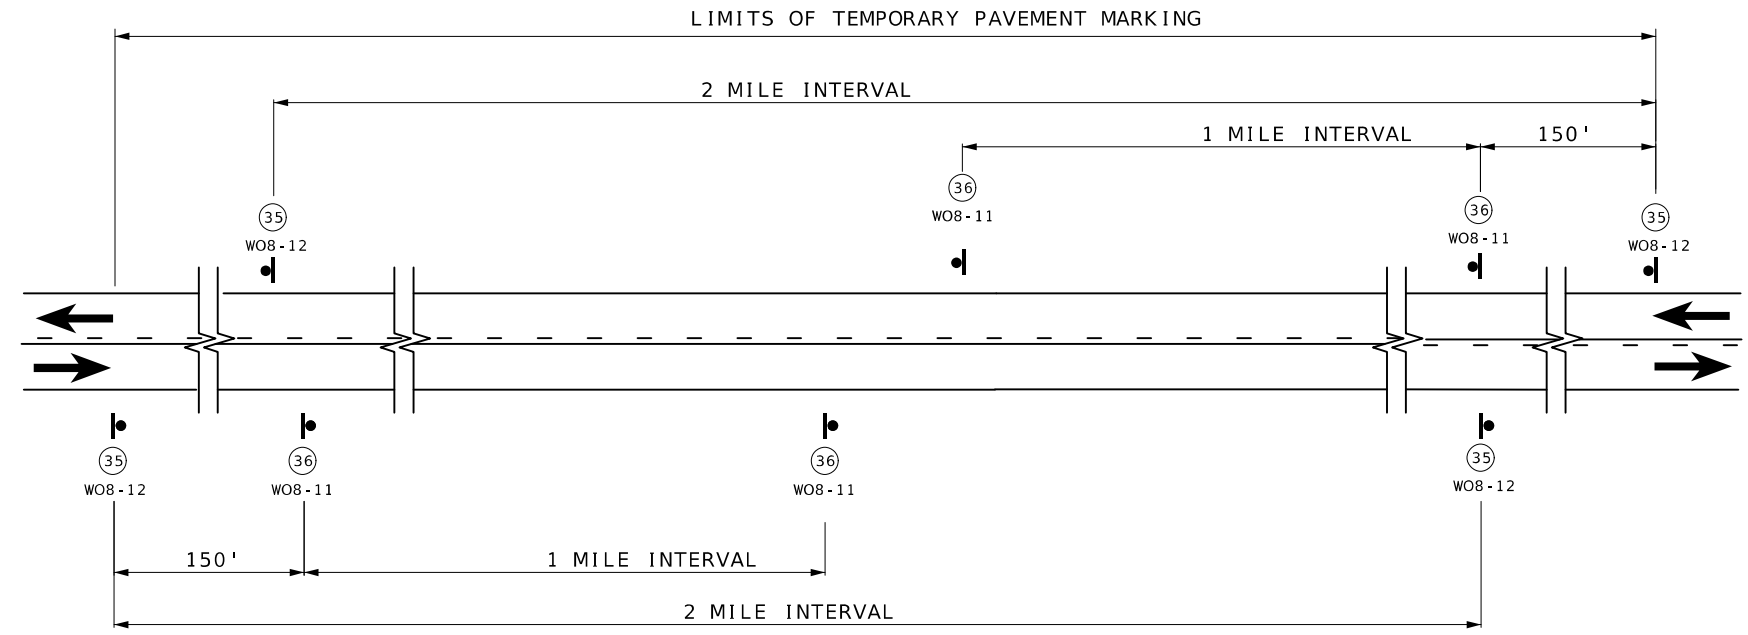 LIMITS OF TEMPORARY PAVEMENT MARKING
2 MILE INTERVAL
1 MILE INTERVAL
150'
36
WO8-11
35
WO8-12
36
WO8-11
35
WO8-12
35
WO8-12
36
WO8-11
36
WO8-11
35
WO8-12
150'
1 MILE INTERVAL
2 MILE INTERVAL